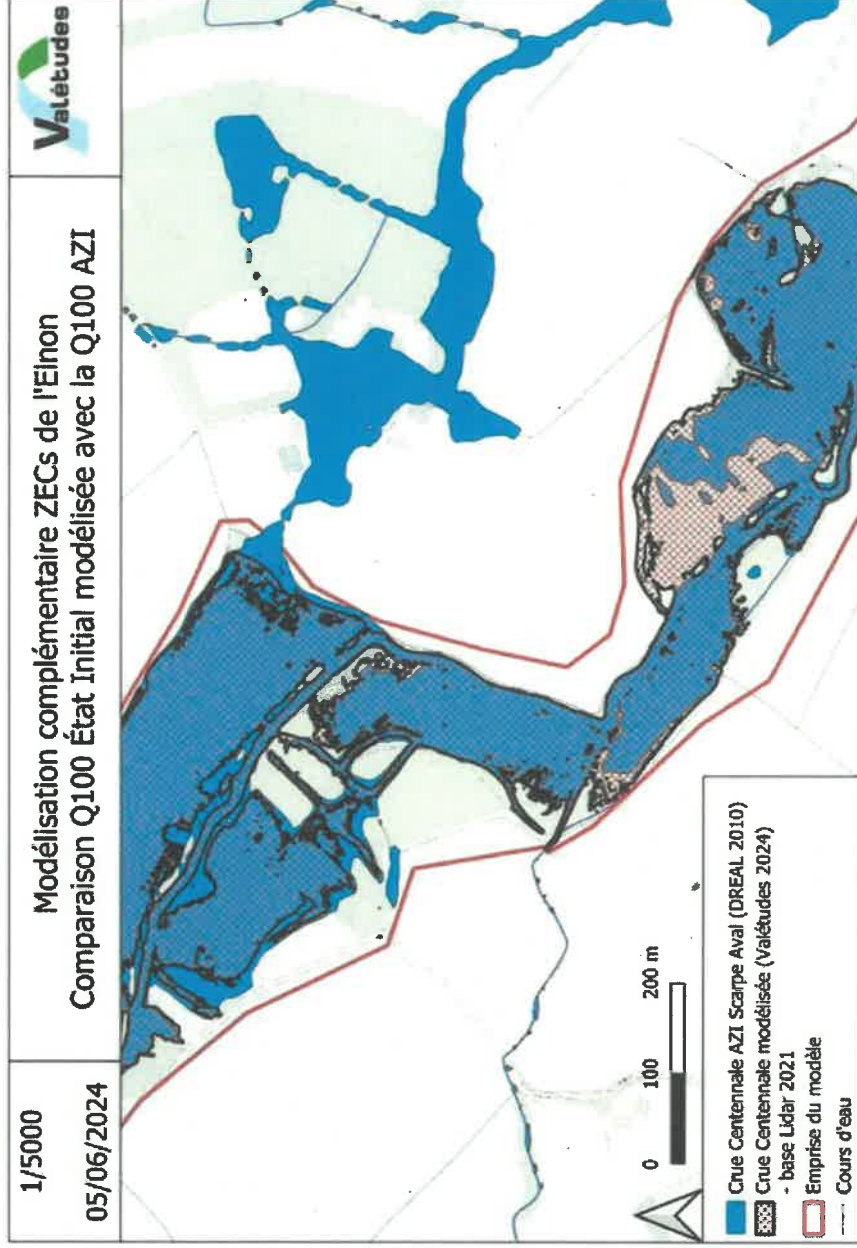 1/5000
05/06/2024
Modélisation complémentaire ZECs de l'Elnon
Comparaison Q100 État Initial modélisée avec la Q100 AZI
Valétudes
0 100 200 m
Crue Centennale AZI Scarpe Aval (DREAL 2010)
Crue Centennale modélisée (Valétudes 2024)
- base Lidar 2021
Emprise du modèle
Cours d'eau